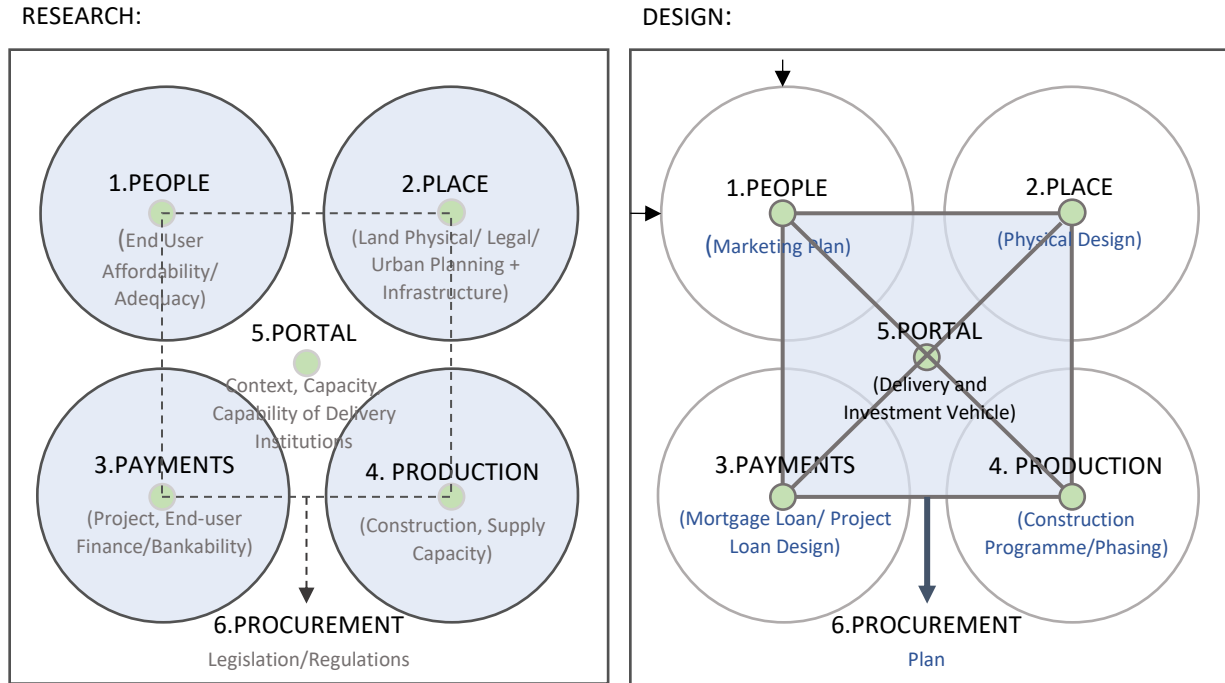 RESEARCH:
1.PEOPLE
(End User
Affordability/
Adequacy)
2.PLACE
(Land Physical/ Legal/
Urban Planning +
Infrastructure)
5.PORTAL
Context, Capacity,
Capability of Delivery
Institutions
3.PAYMENTS
(Project, End-user
Finance/Bankability)
4. PRODUCTION
(Construction, Supply
Capacity)
6.PROCUREMENT
Legislation/Regulations
DESIGN:
1.PEOPLE
(Marketing Plan)
2.PLACE
(Physical Design)
5.PORTAL
(Delivery and
Investment Vehicle)
3.PAYMENTS
(Mortgage Loan/ Project
Loan Design)
4. PRODUCTION
(Construction
Programme/Phasing)
6.PROCUREMENT
Plan